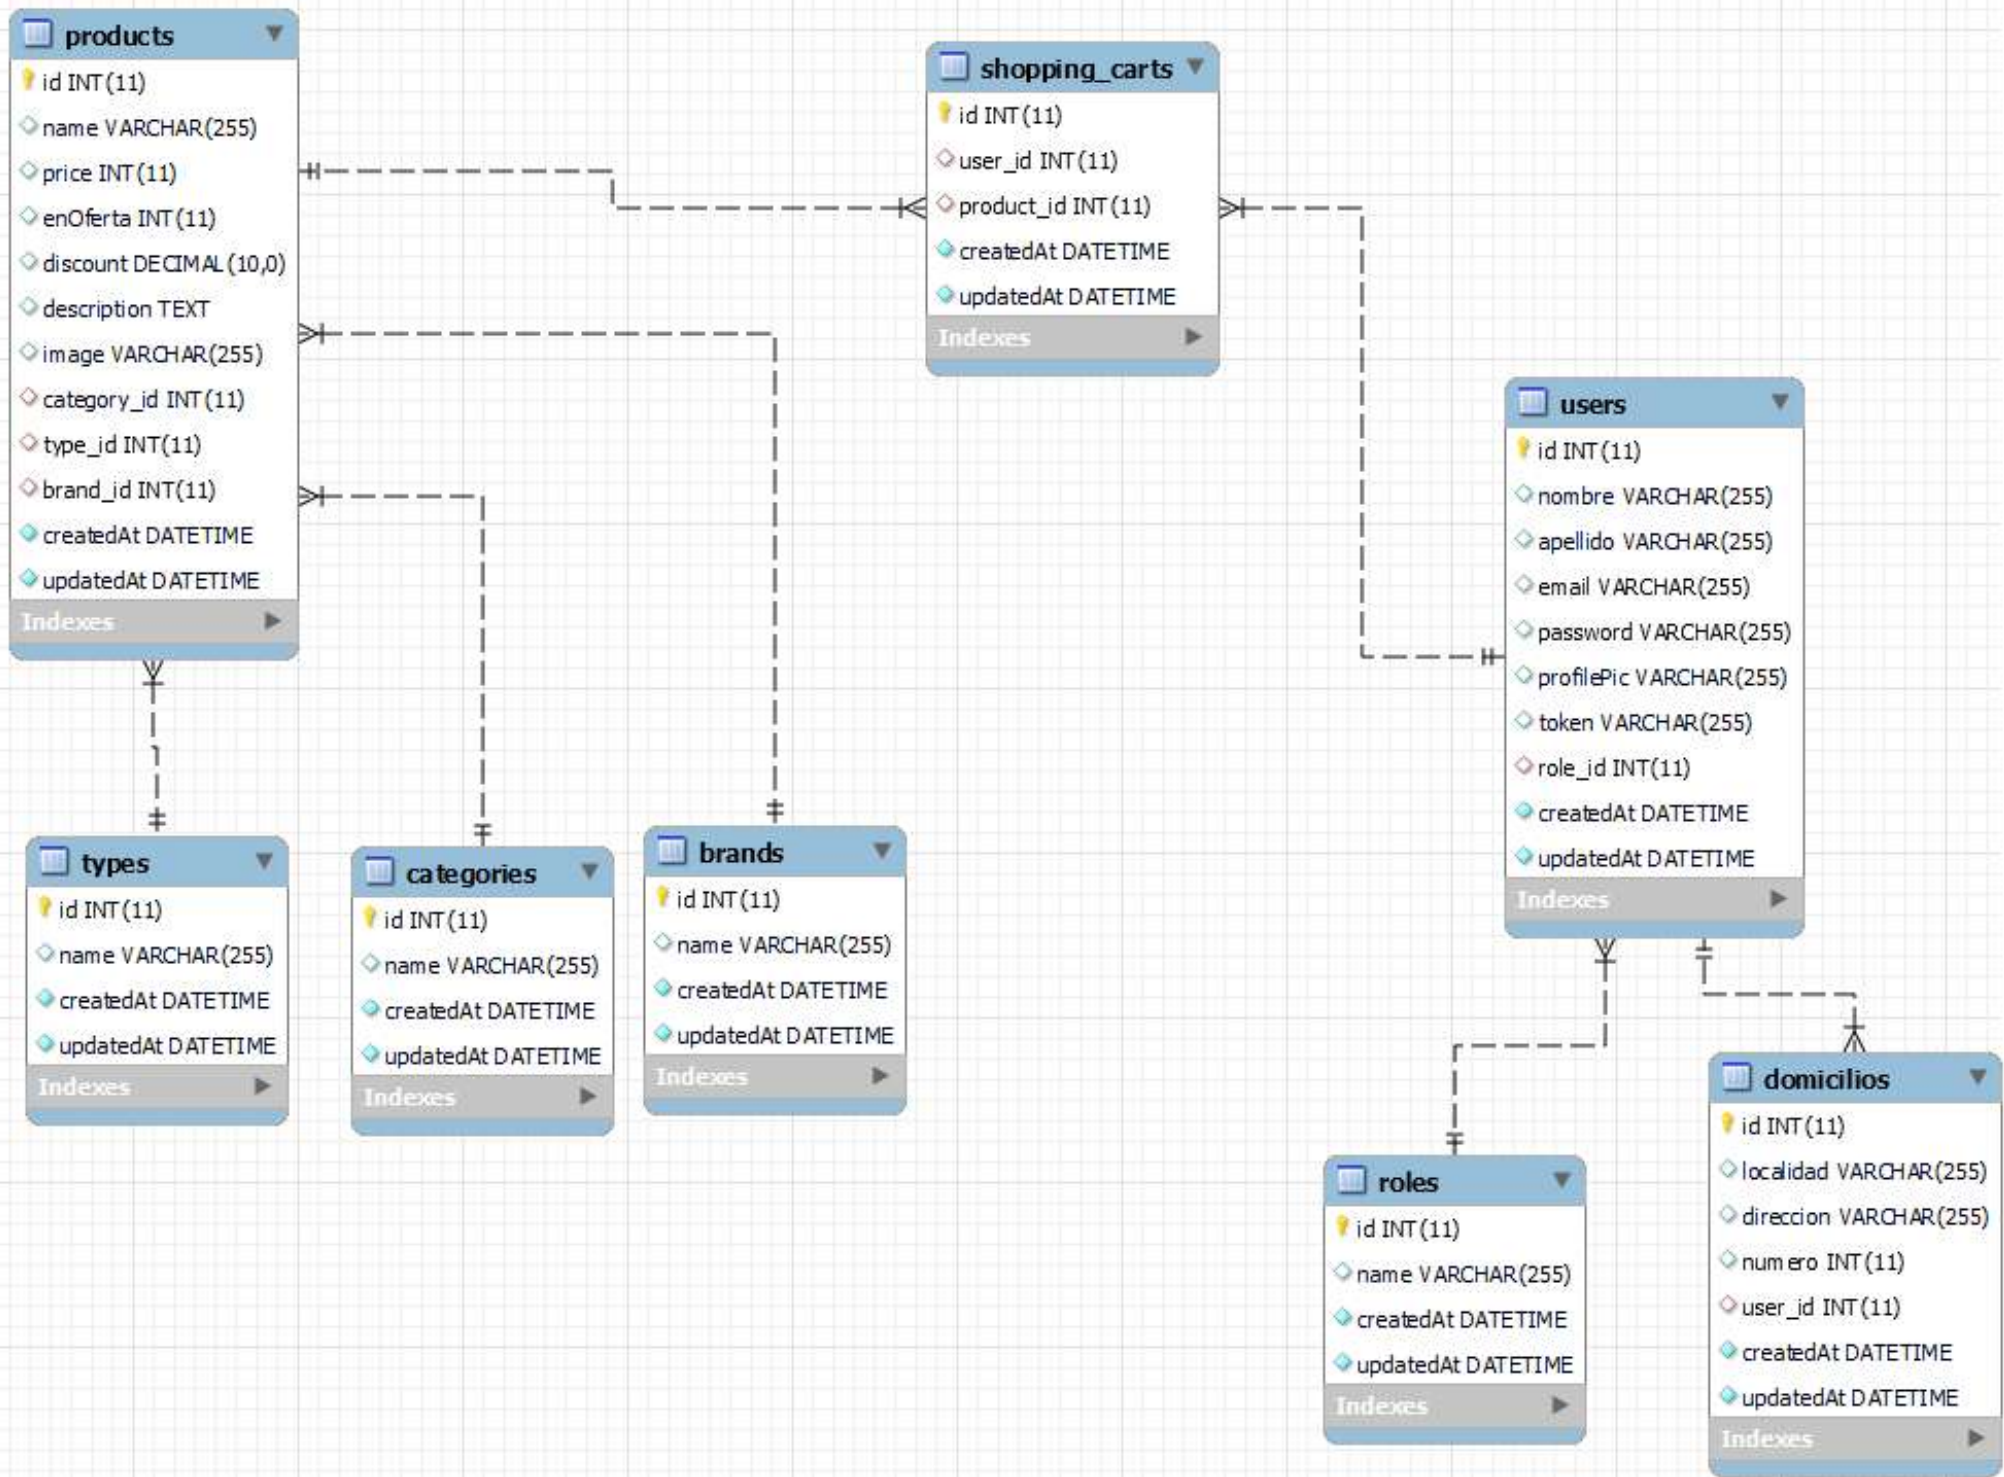 products
id INT(11)
name VARCHAR(255)
price INT(11)
enOferta INT(11)
discount DECIMAL(10,0)
description TEXT
image VARCHAR(255)
category_id INT(11)
type_id INT(11)
brand_id INT(11)
createdAt DATETIME
updatedAt DATETIME
Indexes
shopping_carts
id INT(11)
user_id INT(11)
product_id INT(11)
createdAt DATETIME
updatedAt DATETIME
Indexes
users
id INT(11)
nombre VARCHAR(255)
apellido VARCHAR(255)
email VARCHAR(255)
password VARCHAR(255)
profilePic VARCHAR(255)
token VARCHAR(255)
role_id INT(11)
createdAt DATETIME
updatedAt DATETIME
Indexes
types
id INT(11)
name VARCHAR(255)
createdAt DATETIME
updatedAt DATETIME
Indexes
categories
id INT(11)
name VARCHAR(255)
createdAt DATETIME
updatedAt DATETIME
Indexes
brands
id INT(11)
name VARCHAR(255)
createdAt DATETIME
updatedAt DATETIME
Indexes
roles
id INT(11)
name VARCHAR(255)
createdAt DATETIME
updatedAt DATETIME
Indexes
domicilios
id INT(11)
localidad VARCHAR(255)
direccion VARCHAR(255)
numero INT(11)
user_id INT(11)
createdAt DATETIME
updatedAt DATETIME
Indexes